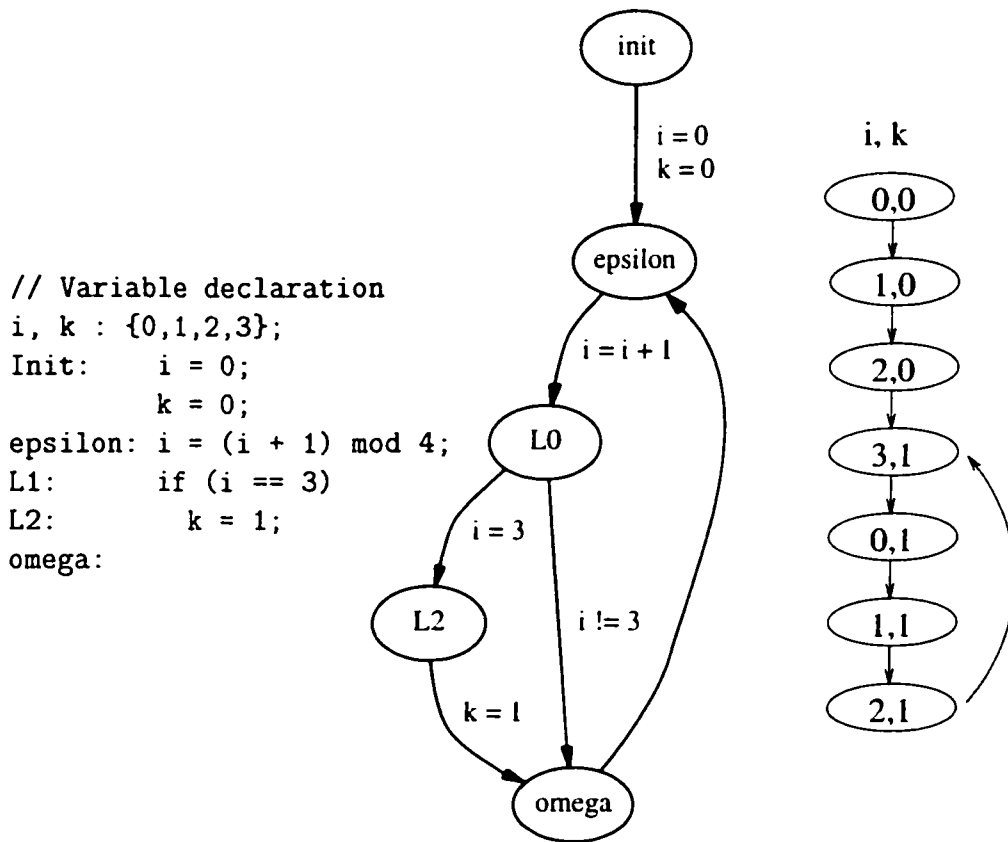 // Variable declaration
i, k : {0,1,2,3};
Init: i = 0;
k = 0;
epsilon: i = (i + 1) mod 4;
L1: if (i == 3)
L2: k = 1;
omega:
init
i = 0
k = 0
epsilon
i = i + 1
L0
i = 3
i != 3
L2
k = 1
omega
i, k
0,0
1,0
2,0
3,1
0,1
1,1
2,1